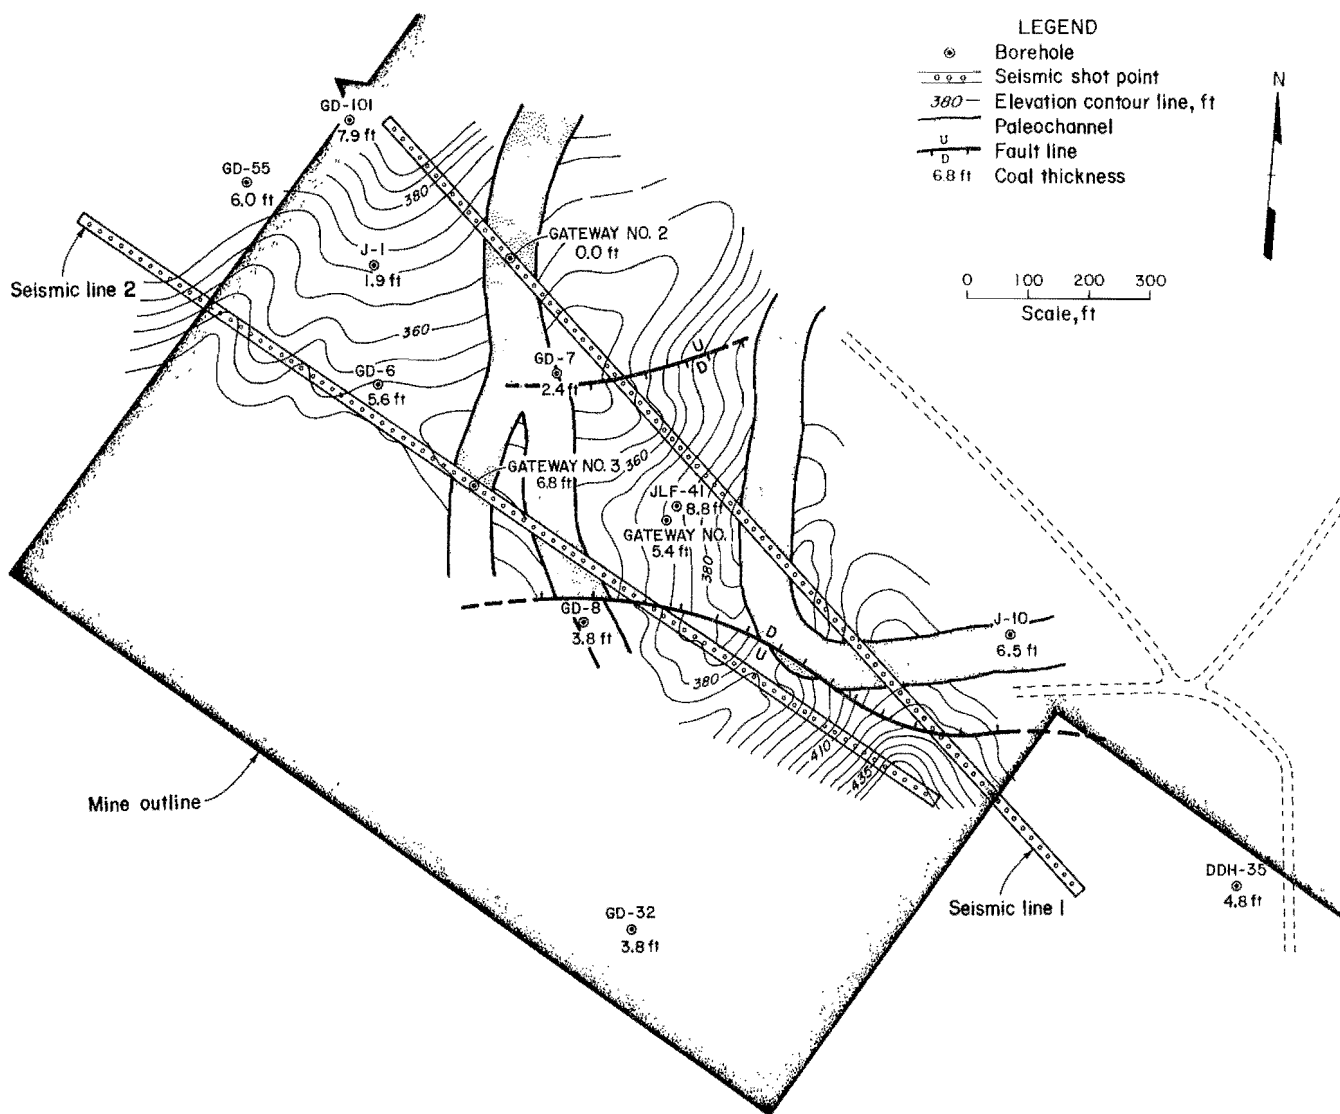 LEGEND
Borehole
Seismic shot point
380 Elevation contour line, ft
Paleochannel
U
D
Fault line
6.8 ft Coal thickness
N
0 100 200 300
Scale, ft
GD-101
7.9 ft
GD-55
6.0 ft
380
J-1
1.9 ft
GATEWAY NO. 2
0.0 ft
Seismic line 2
360
GD-6
5.6 ft
GD-7
2.4 ft
U
D
GATEWAY NO. 3
6.8 ft
360
JLF-41
8.8 ft
GATEWAY NO.
5.4 ft
380
GD-8
3.8 ft
D
U
380
J-10
6.5 ft
410
435
Mine outline
Seismic line 1
DDH-35
4.8 ft
GD-32
3.8 ft